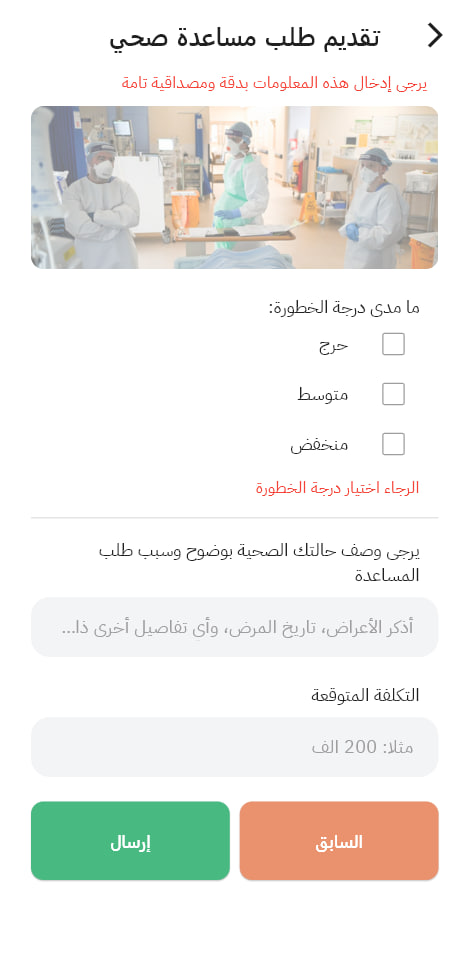 تقديم طلب مساعدة صحي
يرجى إدخال هذه المعلومات بدقة ومصداقية تامة
ما مدى درجة الخطورة:
حرج
متوسط
منخفض
الرجاء اختيار درجة الخطورة
يرجى وصف حالتك الصحية بوضوح وسبب طلب
المساعدة
أذكر الأعراض، تاريخ المرض، وأي تفاصيل أخرى ذا...
التكلفة المتوقعة
مثلا: 200 الف
السابق
إرسال